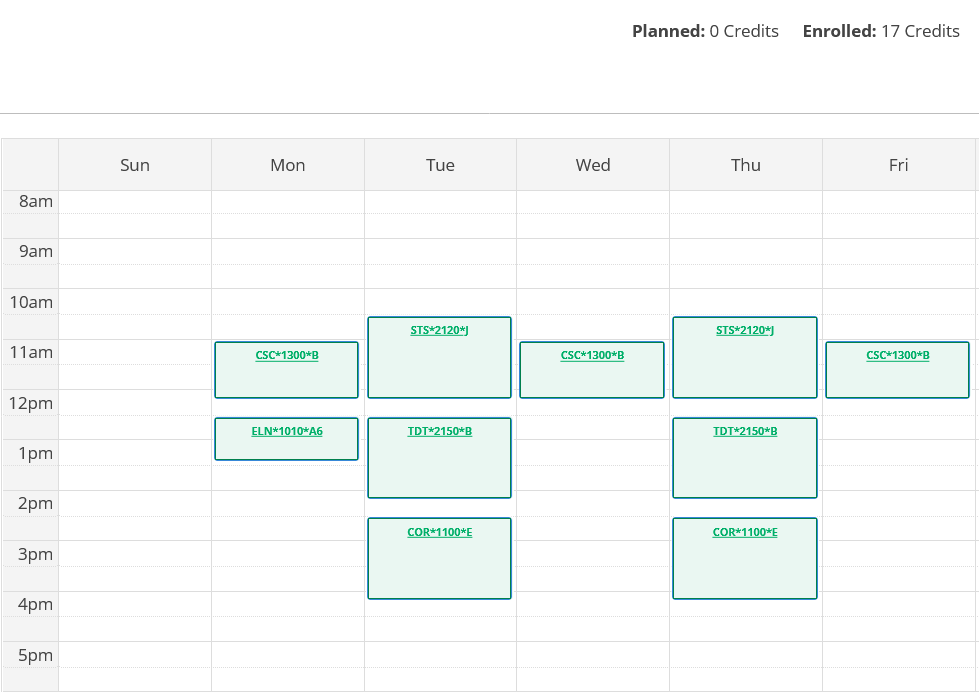 Planned: 0 Credits Enrolled: 17 Credits
Sun Mon Tue Wed Thu Fri
8am
9am
10am
STS*2120*J STS*2120*J
11am CSC*1300*B CSC*1300*B CSC*1300*B
12pm
ELN*1010*A6 TDT*2150*B TDT*2150*B
1pm
2pm
COR*1100*E COR*1100*E
3pm
4pm
5pm